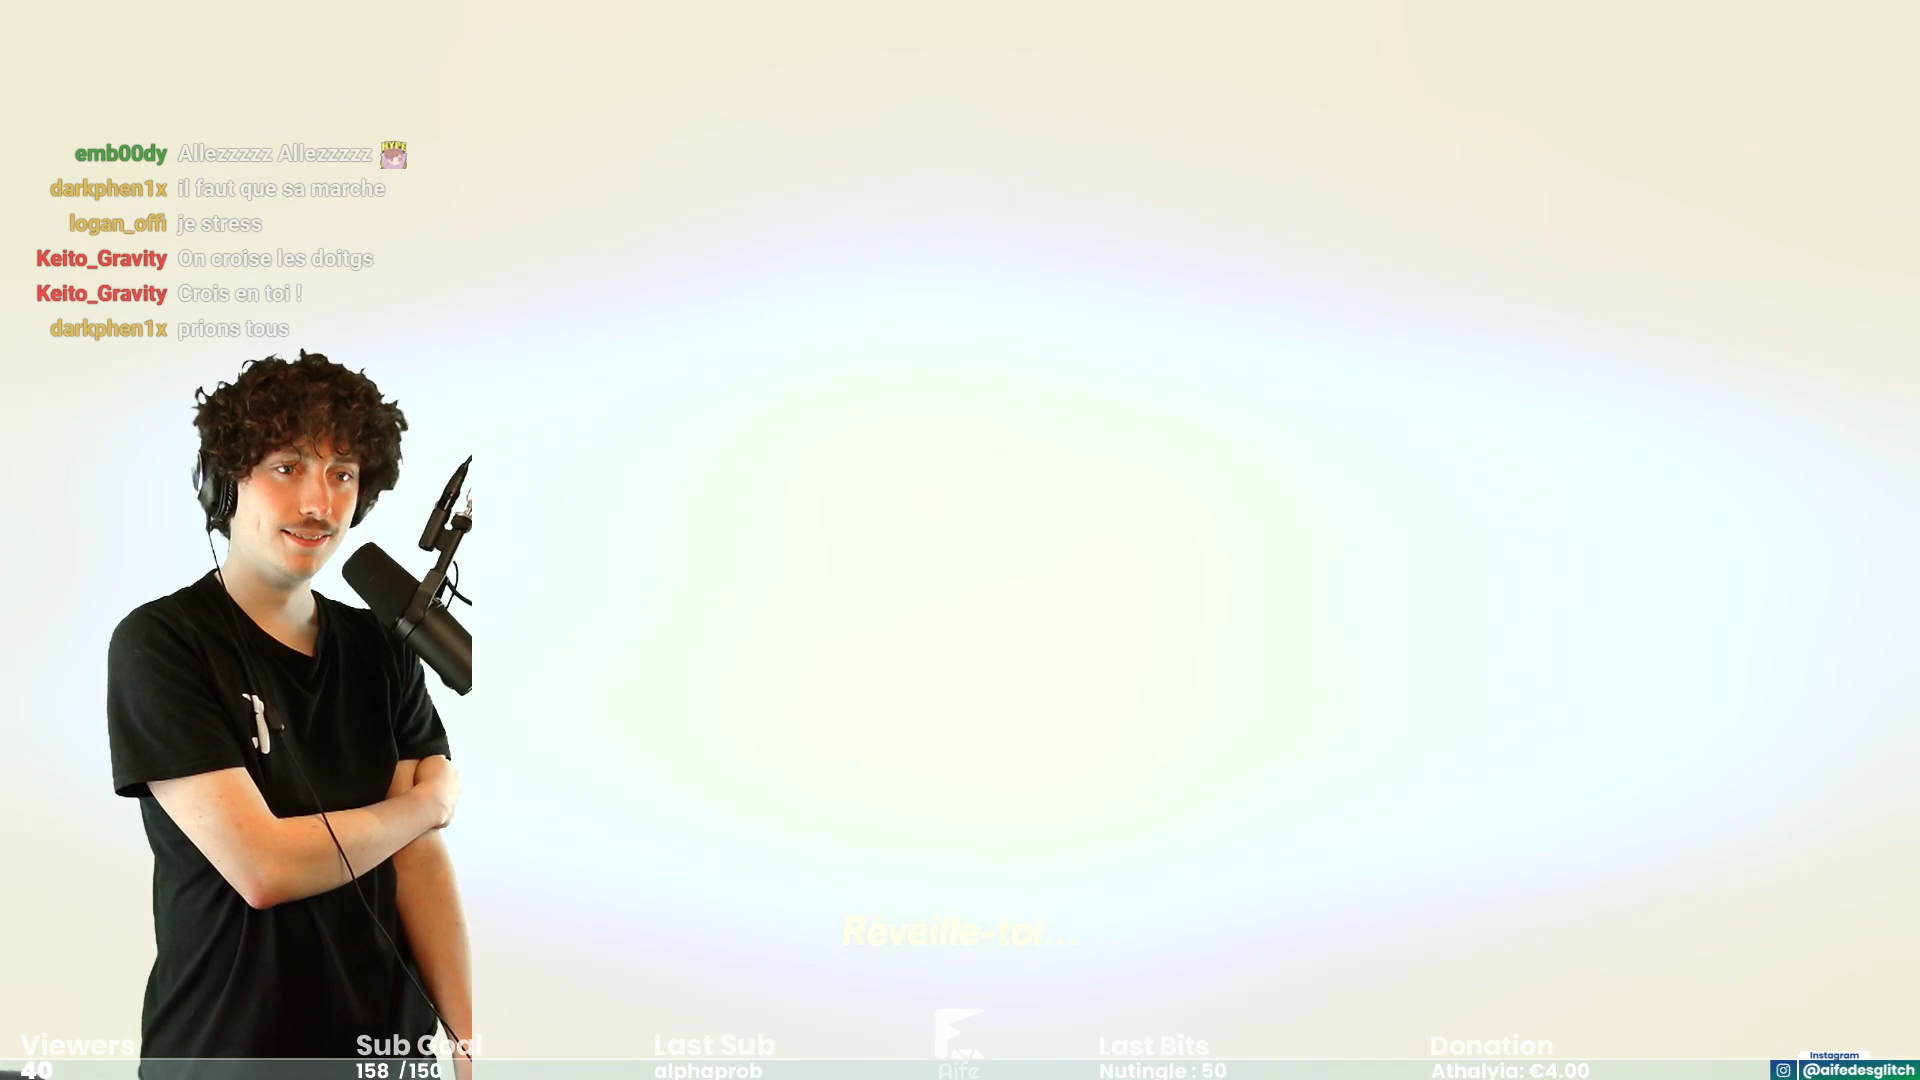 emb00dy Allezzzzz Allezzzzz HYPE
darkphen1x il faut que sa marche
logan_offi je stress
Keito_Gravity On croise les doitgs
Keito_Gravity Crois en toi !
darkphen1x prions tous
Réveille-toi...
Viewers
40
Sub Goal
158 /150
Last Sub
alphaprob
Aife
Last Bits
Nutingle : 50
Donation
Athalyia: €4.00
Instagram
@aifedesglitch